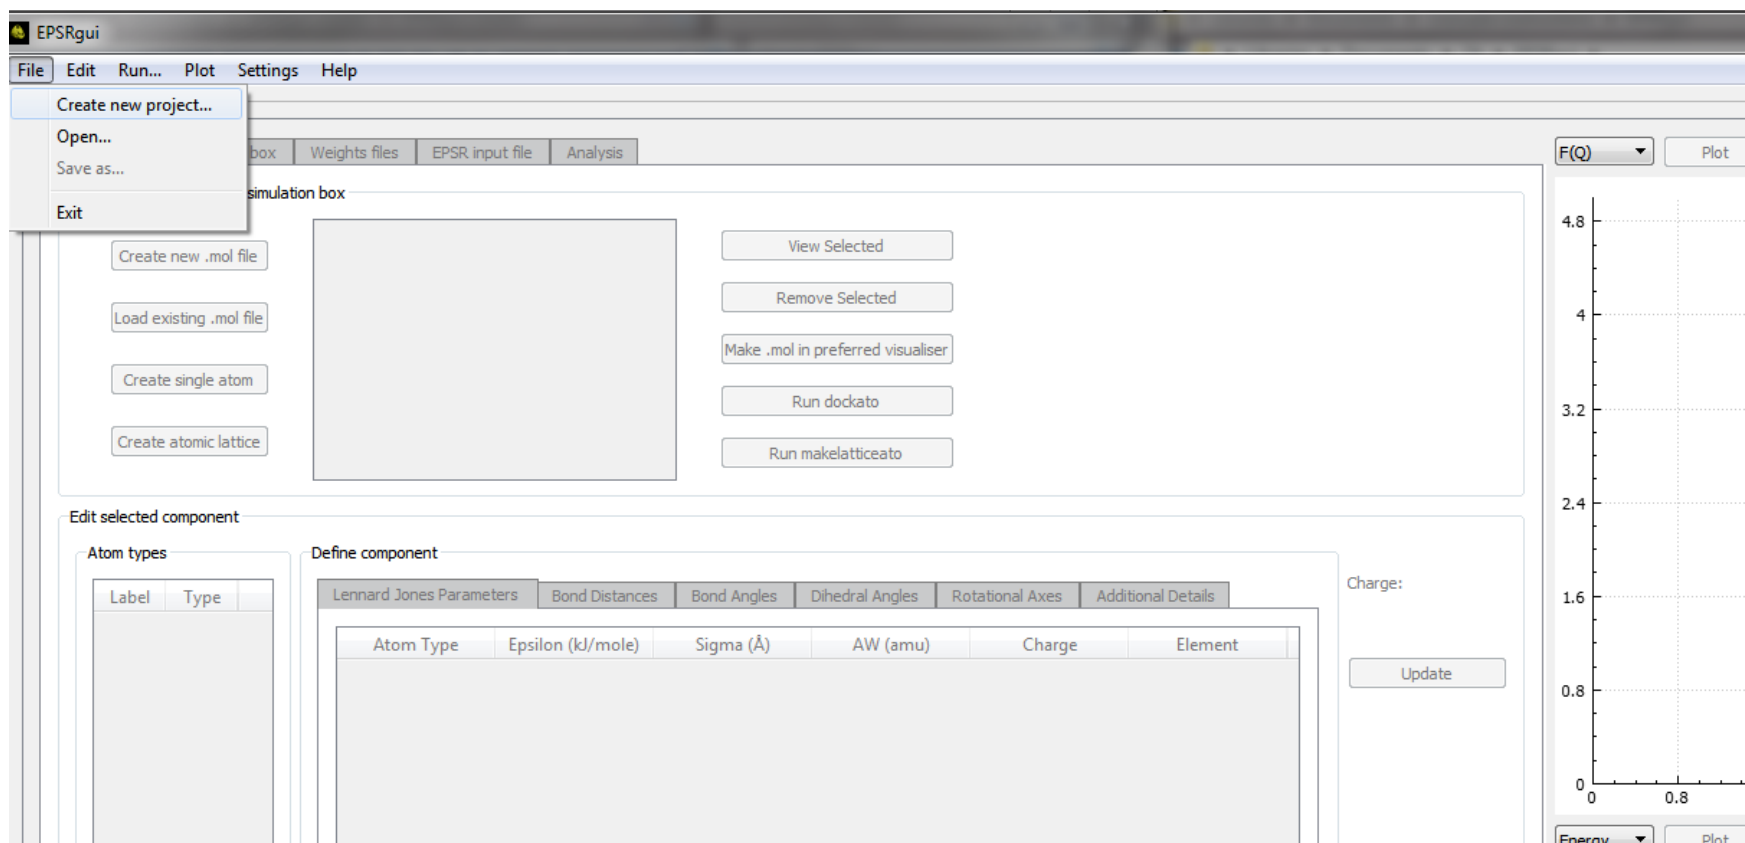 EPSRgui
File Edit Run... Plot Settings Help
Create new project...
Open...
Save as...
Exit
box Weights files EPSR input file Analysis
simulation box
Create new .mol file
Load existing .mol file
Create single atom
Create atomic lattice
View Selected
Remove Selected
Make .mol in preferred visualiser
Run dockato
Run makelatticeato
Edit selected component
Atom types
Label Type
Define component
Lennard Jones Parameters Bond Distances Bond Angles Dihedral Angles Rotational Axes Additional Details
Atom Type Epsilon (kJ/mole) Sigma (Å) AW (amu) Charge Element
Charge:
Update
F(Q) Plot
4.8
4
3.2
2.4
1.6
0.8
0
0 0.8
Energy Plot